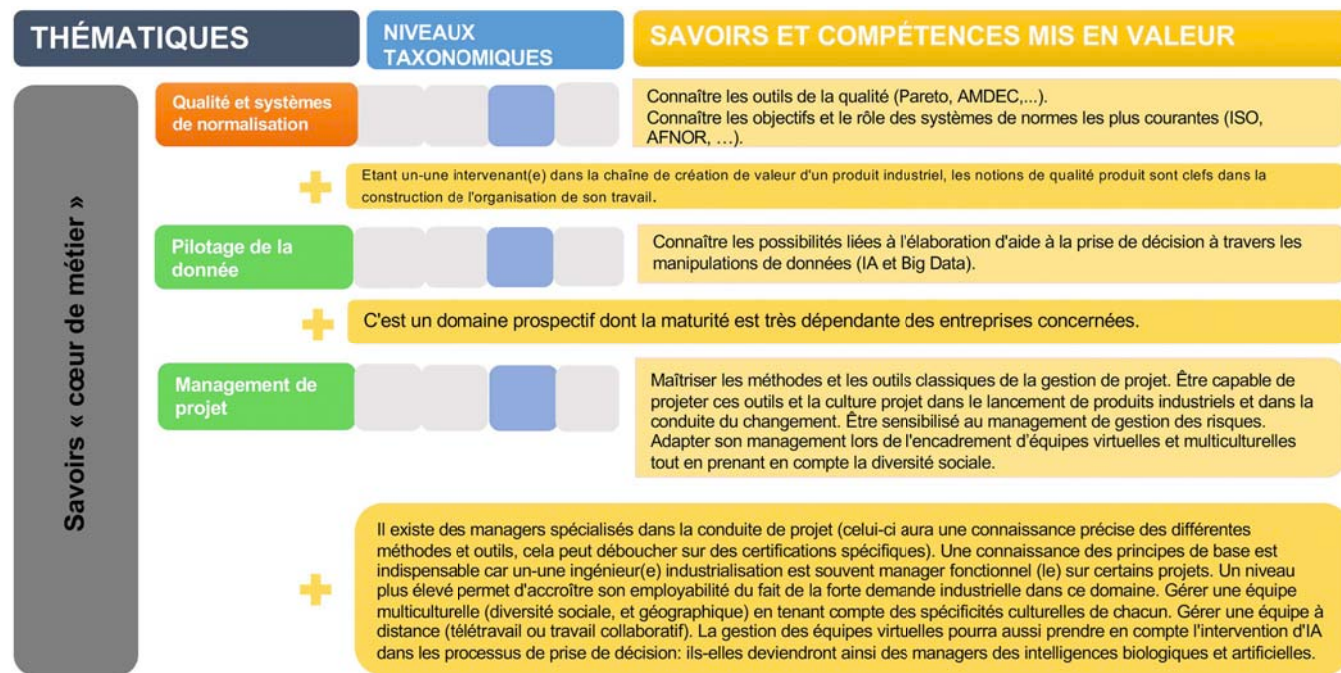 THÉMATIQUES
NIVEAUX
TAXONOMIQUES
SAVOIRS ET COMPÉTENCES MIS EN VALEUR
Savoirs « cœur de métier »
Qualité et systèmes
de normalisation
Connaître les outils de la qualité (Pareto, AMDEC,...).
Connaître les objectifs et le rôle des systèmes de normes les plus courantes (ISO,
AFNOR, ...).
Etant un-une intervenant(e) dans la chaîne de création de valeur d'un produit industriel, les notions de qualité produit sont clefs dans la
construction de l'organisation de son travail.
Pilotage de la
donnée
Connaître les possibilités liées à l'élaboration d'aide à la prise de décision à travers les
manipulations de données (IA et Big Data).
C'est un domaine prospectif dont la maturité est très dépendante des entreprises concernées.
Management de
projet
Maîtriser les méthodes et les outils classiques de la gestion de projet. Être capable de
projeter ces outils et la culture projet dans le lancement de produits industriels et dans la
conduite du changement. Être sensibilisé au management de gestion des risques.
Adapter son management lors de l'encadrement d'équipes virtuelles et multiculturelles
tout en prenant en compte la diversité sociale.
Il existe des managers spécialisés dans la conduite de projet (celui-ci aura une connaissance précise des différentes
méthodes et outils, cela peut déboucher sur des certifications spécifiques). Une connaissance des principes de base est
indispensable car un-une ingénieur(e) industrialisation est souvent manager fonctionnel (le) sur certains projets. Un niveau
plus élevé permet d'accroître son employabilité du fait de la forte demande industrielle dans ce domaine. Gérer une équipe
multiculturelle (diversité sociale, et géographique) en tenant compte des spécificités culturelles de chacun. Gérer une équipe à
distance (télétravail ou travail collaboratif). La gestion des équipes virtuelles pourra aussi prendre en compte l'intervention d'IA
dans les processus de prise de décision: ils-elles deviendront ainsi des managers des intelligences biologiques et artificielles.